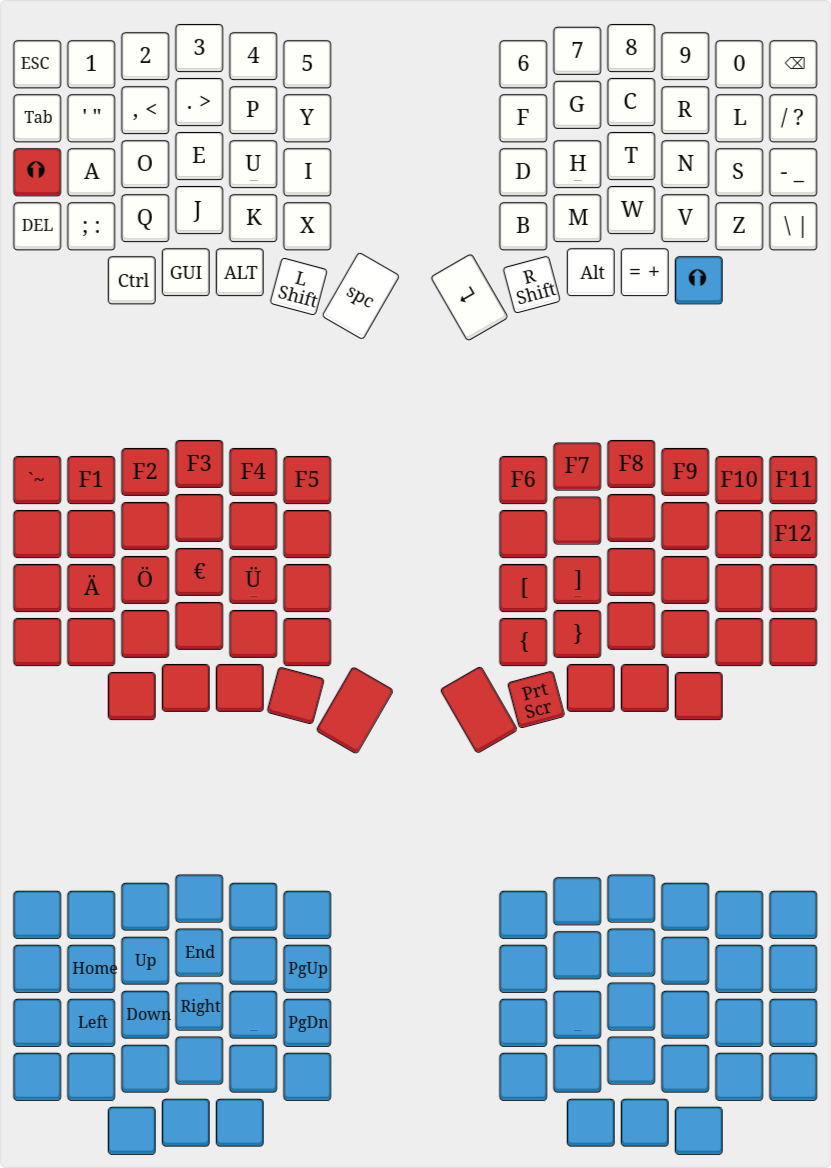 ESC 1 2 3 4 5 6 7 8 9 0 ⌫
Tab ' " , < . > P Y F G C R L / ?
A O E U _ I D H _ T N S - _
DEL ; : Q J K X B M W V Z \ |
Ctrl GUI ALT L Shift spc ↵ R Shift Alt = +
`~ F1 F2 F3 F4 F5 F6 F7 F8 F9 F10 F11
F12
Ä Ö € Ü _ [ ] _
{ }
Prt Scr
Home Up End PgUp
Left Down Right _ PgDn _